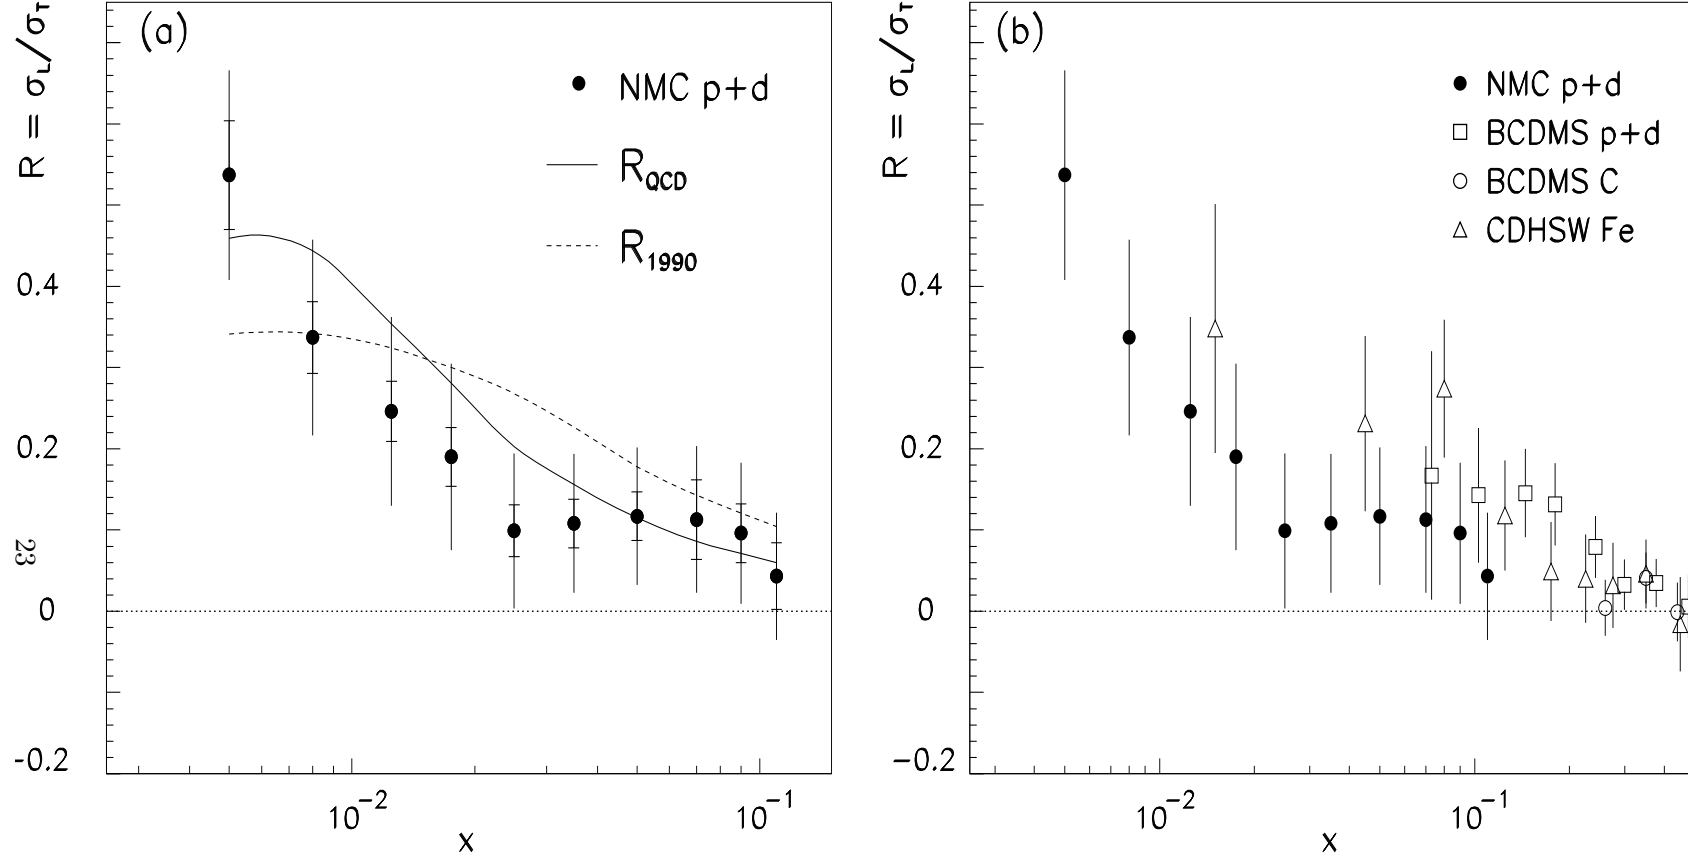 (a)
R = σL/σT
NMC p+d
RQCD
R1990
0.4
0.2
0
-0.2
10-2
10-1
x
23
(b)
R = σL/σT
NMC p+d
BCDMS p+d
BCDMS C
CDHSW Fe
0.4
0.2
0
-0.2
10-2
10-1
x